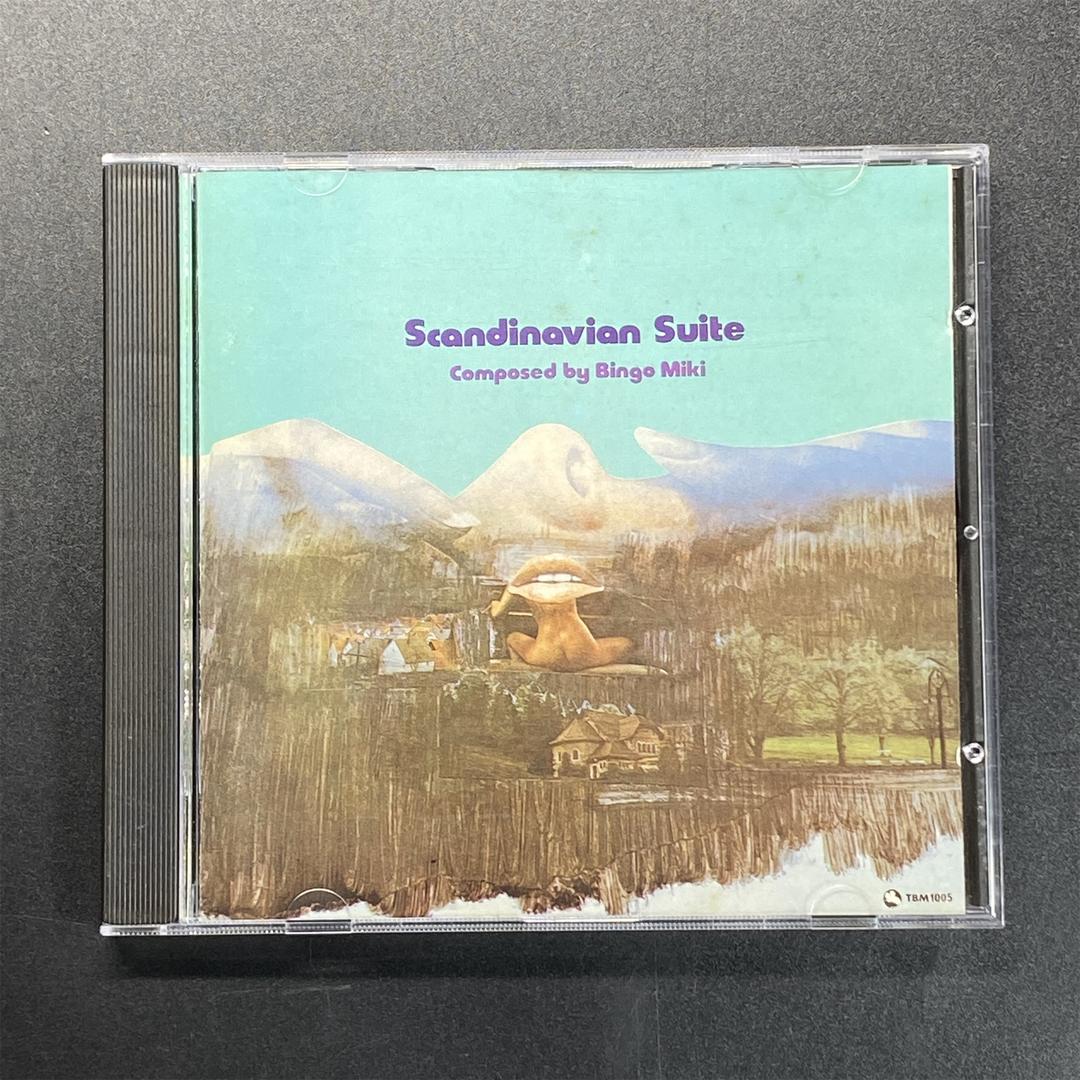 Scandinavian Suite
Composed by Bingo Miki
TBM1005